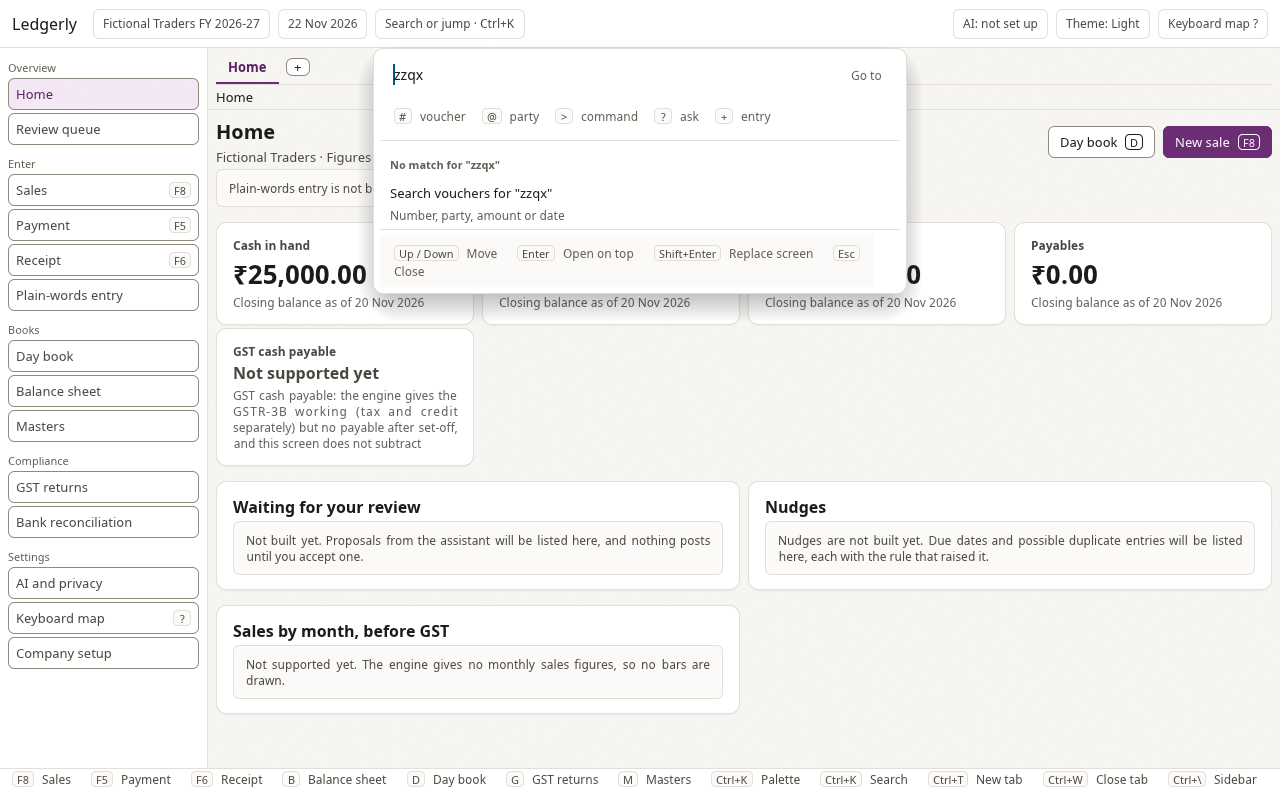 Ledgerly
Fictional Traders FY 2026-27
22 Nov 2026
Search or jump · Ctrl+K
AI: not set up
Theme: Light
Keyboard map ?
Overview
Home
Review queue
Enter
Sales F8
Payment F5
Receipt F6
Plain-words entry
Books
Day book
Balance sheet
Masters
Compliance
GST returns
Bank reconciliation
Settings
AI and privacy
Keyboard map ?
Company setup
Home +
Home
Home
Fictional Traders · Figures
Day book D
New sale F8
Plain-words entry is not b
zzqx Go to
# voucher @ party > command ? ask + entry
No match for "zzqx"
Search vouchers for "zzqx"
Number, party, amount or date
Up / Down Move Enter Open on top Shift+Enter Replace screen Esc
Close
Cash in hand
₹25,000.00
Closing balance as of 20 Nov 2026
Closing balance as of 20 Nov 2026
0
Closing balance as of 20 Nov 2026
Payables
₹0.00
Closing balance as of 20 Nov 2026
GST cash payable
Not supported yet
GST cash payable: the engine gives the
GSTR-3B working (tax and credit
separately) but no payable after set-off,
and this screen does not subtract
Waiting for your review
Not built yet. Proposals from the assistant will be listed here, and nothing posts
until you accept one.
Nudges
Nudges are not built yet. Due dates and possible duplicate entries will be listed
here, each with the rule that raised it.
Sales by month, before GST
Not supported yet. The engine gives no monthly sales figures, so no bars are
drawn.
F8 Sales F5 Payment F6 Receipt B Balance sheet D Day book G GST returns M Masters Ctrl+K Palette Ctrl+K Search Ctrl+T New tab Ctrl+W Close tab Ctrl+\ Sidebar